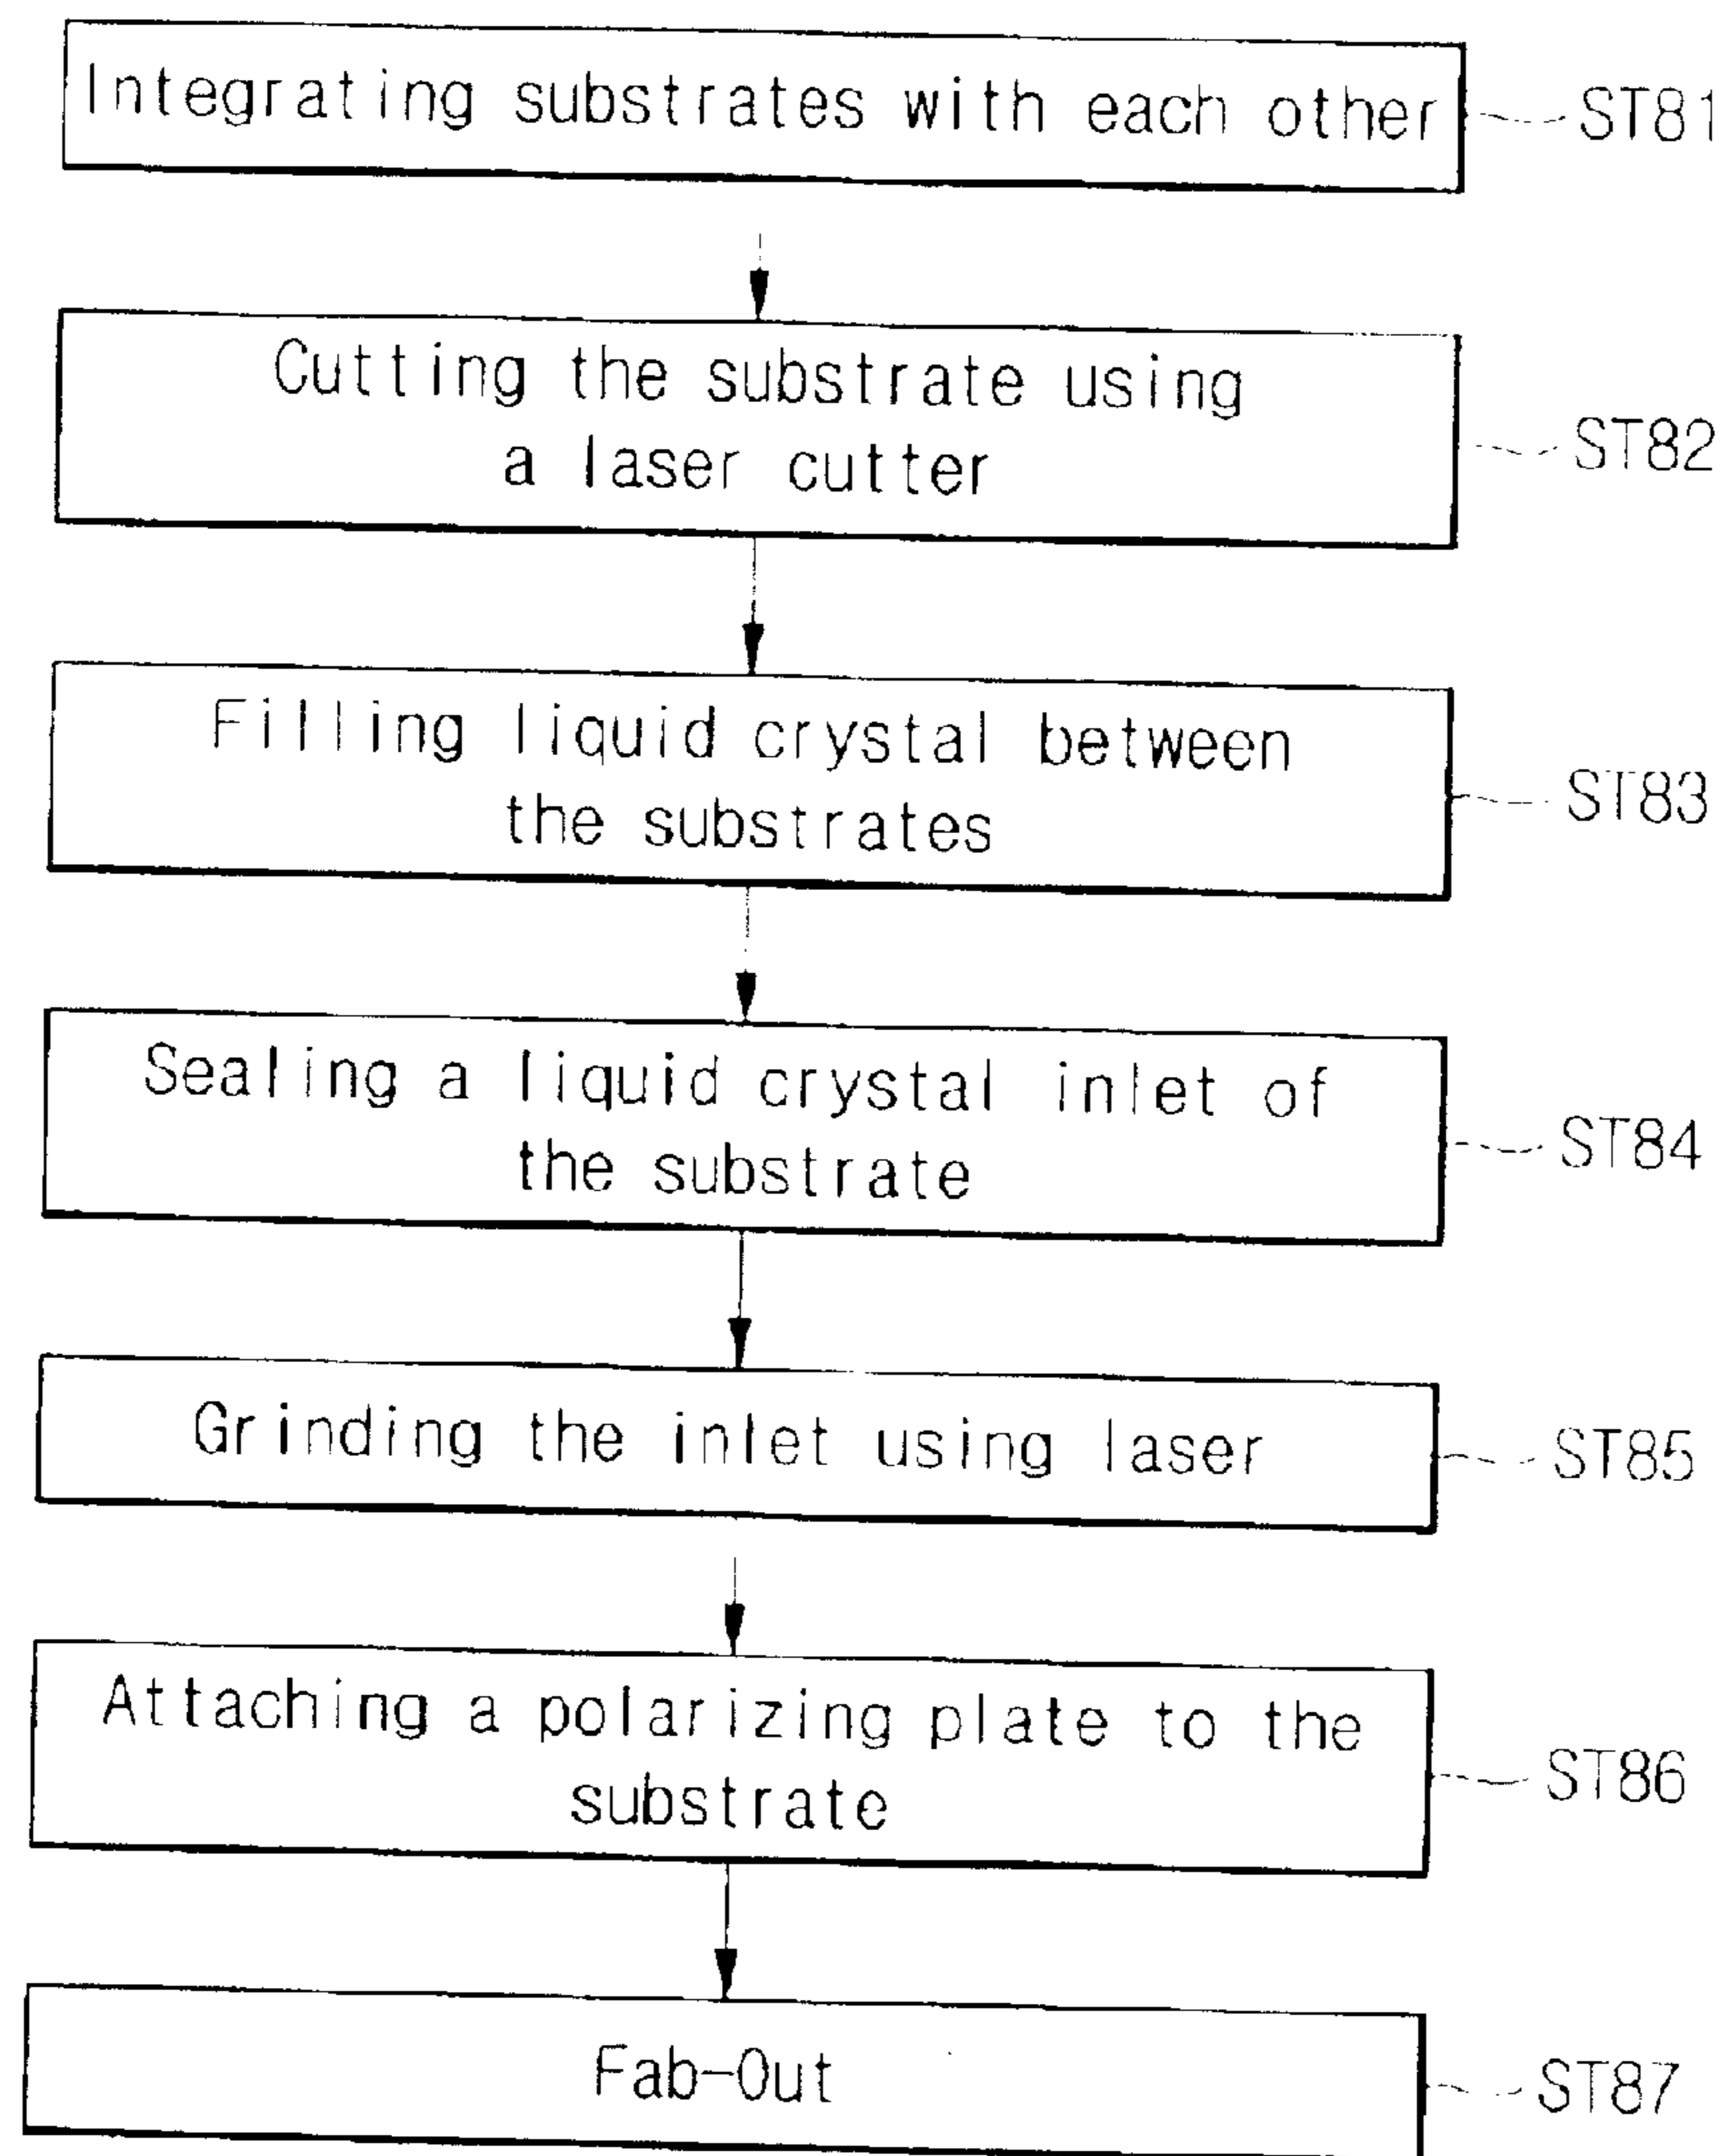 Integrating substrates with each other
ST81
Cutting the substrate using
a laser cutter
ST82
Filling liquid crystal between
the substrates
ST83
Sealing a liquid crystal inlet of
the substrate
ST84
Grinding the inlet using laser
ST85
Attaching a polarizing plate to the
substrate
ST86
Fab-Out
ST87